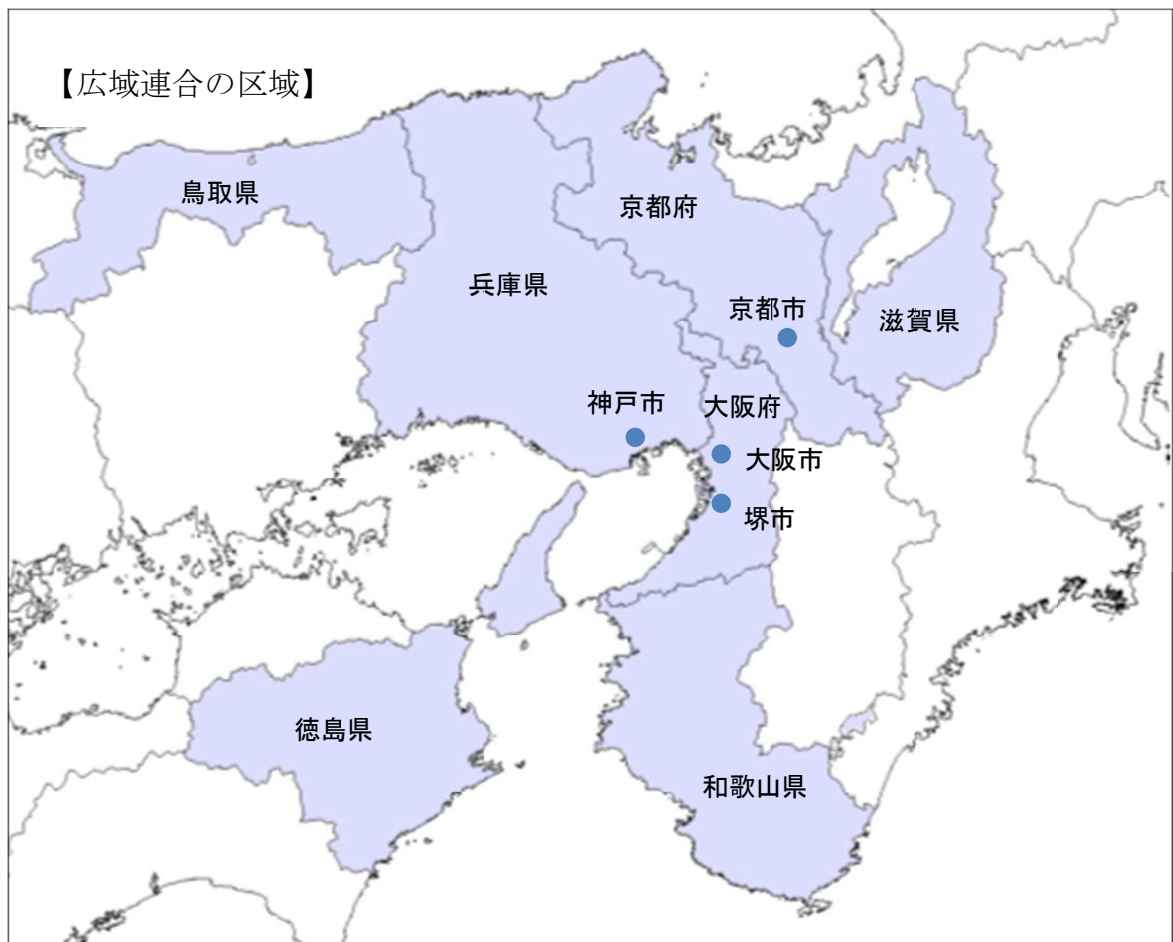 【広域連合の区域】
鳥取県
京都府
兵庫県
京都市
滋賀県
神戸市
大阪府
大阪市
堺市
徳島県
和歌山県